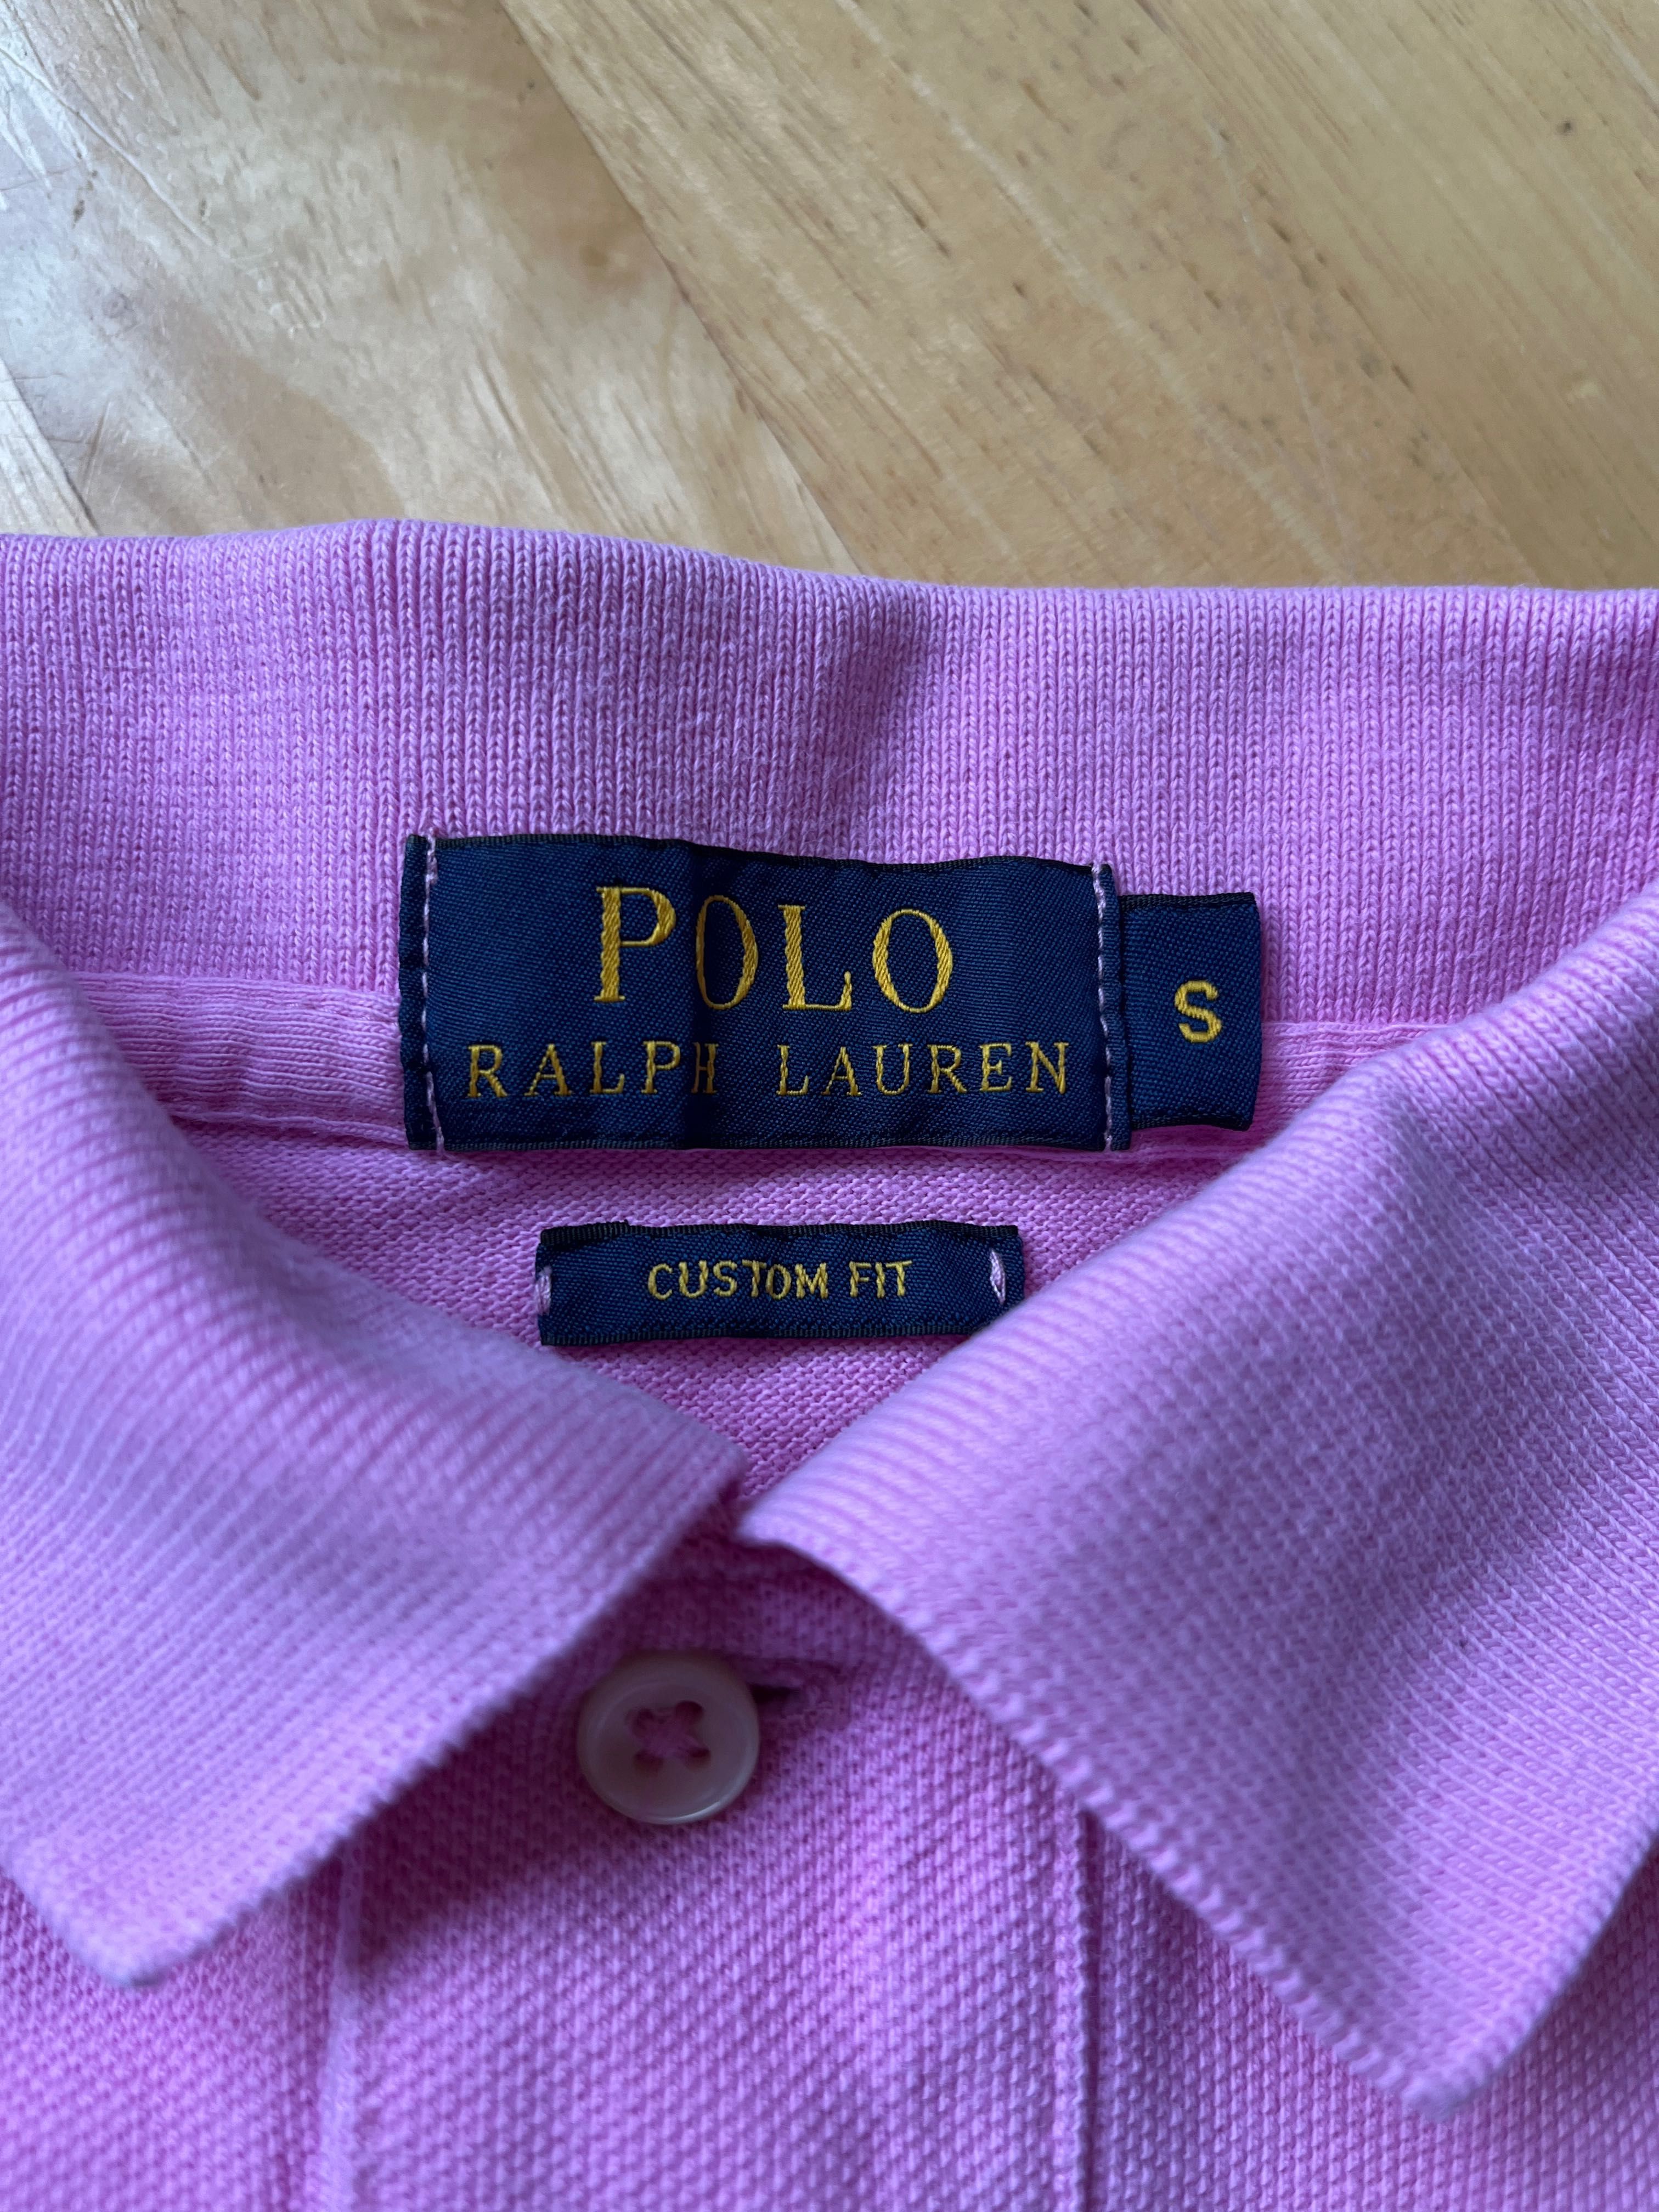 POLO
RALPH LAUREN
S
CUSTOM FIT